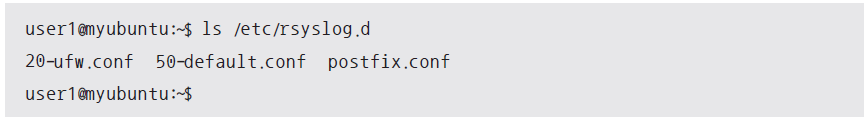 user1@myubuntu:~$ ls /etc/rsyslog.d
20-ufw.conf  50-default.conf  postfix.conf
user1@myubuntu:~$